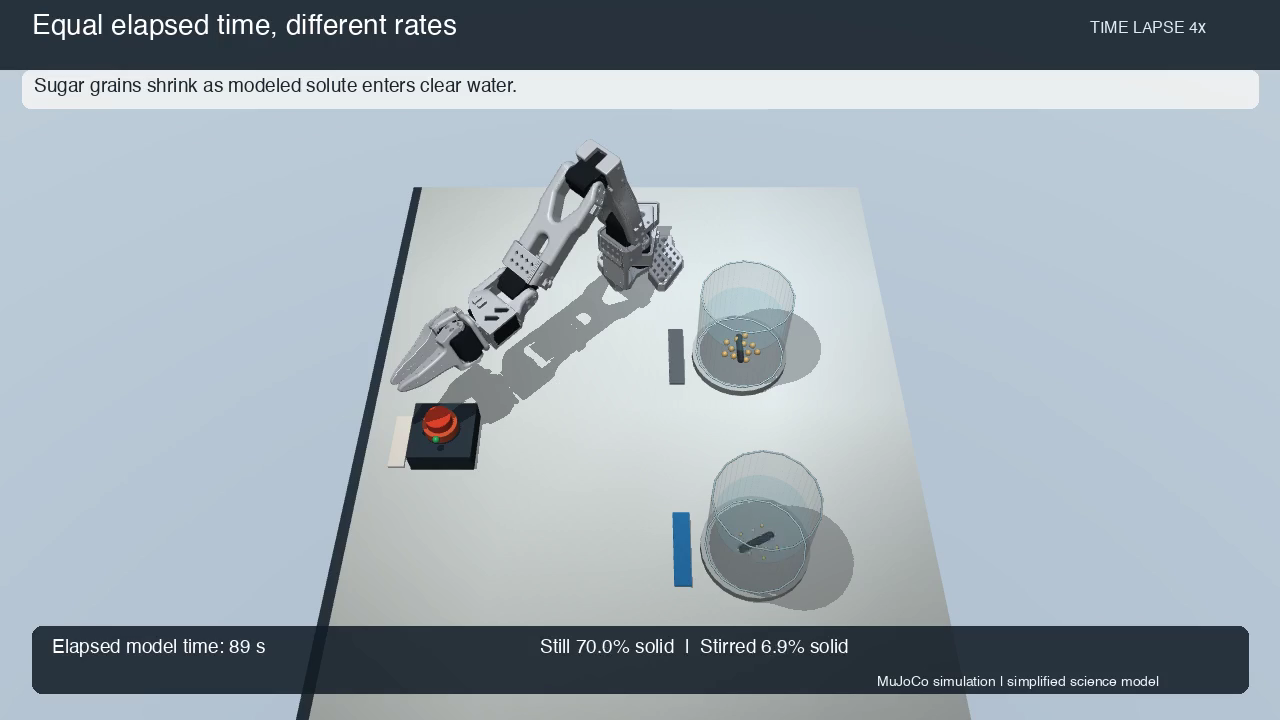 Equal elapsed time, different rates
TIME LAPSE 4x
Sugar grains shrink as modeled solute enters clear water.
Elapsed model time: 89 s
Still 70.0% solid | Stirred 6.9% solid
MuJoCo simulation | simplified science model